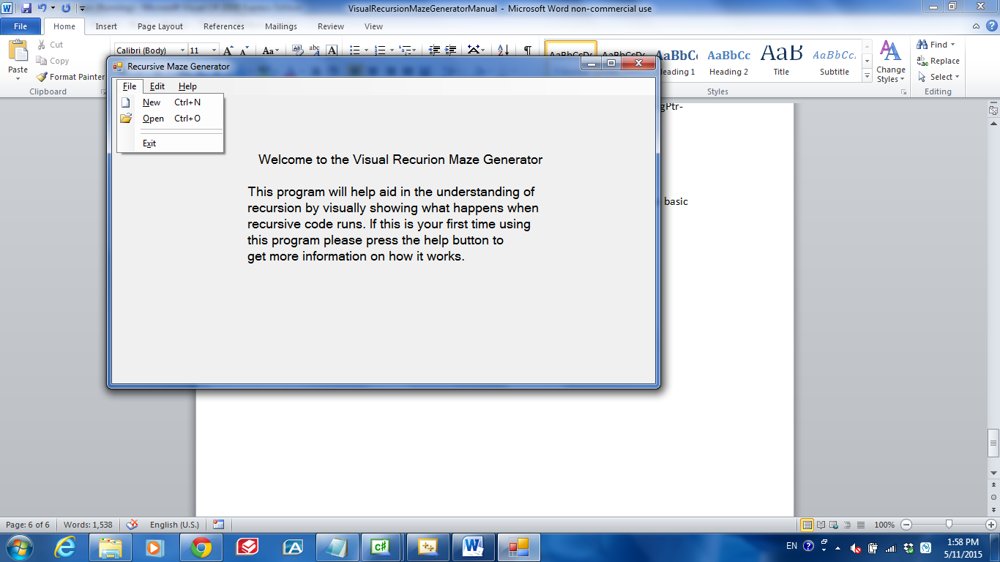 VisualRecursionMazeGeneratorManual - Microsoft Word non-commercial use
File Home Insert Page Layout References Mailings Review View
Paste
Cut
Copy
Format Painter
Clipboard
Calibri (Body) 11
AaBbCc AaBbCc AaB AaBbCc.
Heading 2 Title Subtitle
Change Styles
Styles
Find
Replace
Select
Editing
Recursive Maze Generator
File Edit Help
New Ctrl+N
Open Ctrl+O
Exit
Welcome to the Visual Recurion Maze Generator
This program will help aid in the understanding of
recursion by visually showing what happens when
recursive code runs. If this is your first time using
this program please press the help button to
get more information on how it works.
gPtr-
basic
Page: 6 of 6 Words: 1,538 English (U.S.) 100%
EN 1:58 PM
5/11/2015